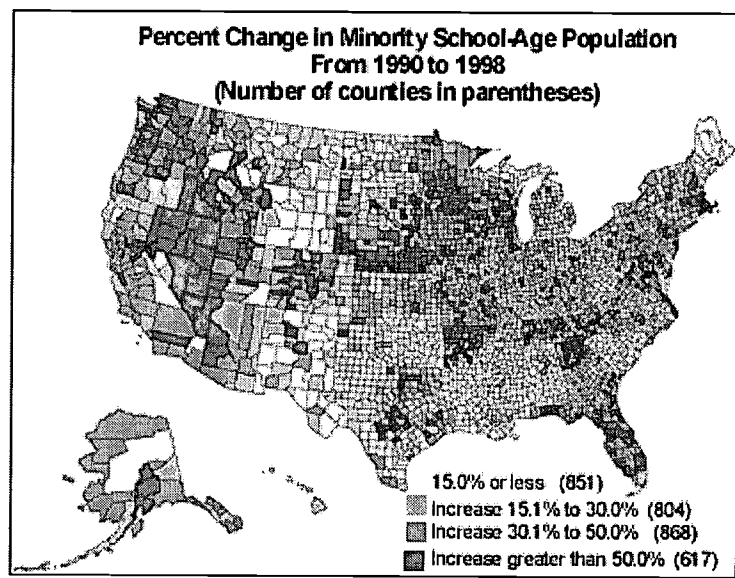 Percent Change in Minority School-Age Population
From 1990 to 1998
(Number of counties in parentheses)
15.0% or less (851)
Increase 15.1% to 30.0% (804)
Increase 30.1% to 50.0% (868)
Increase greater than 50.0% (617)